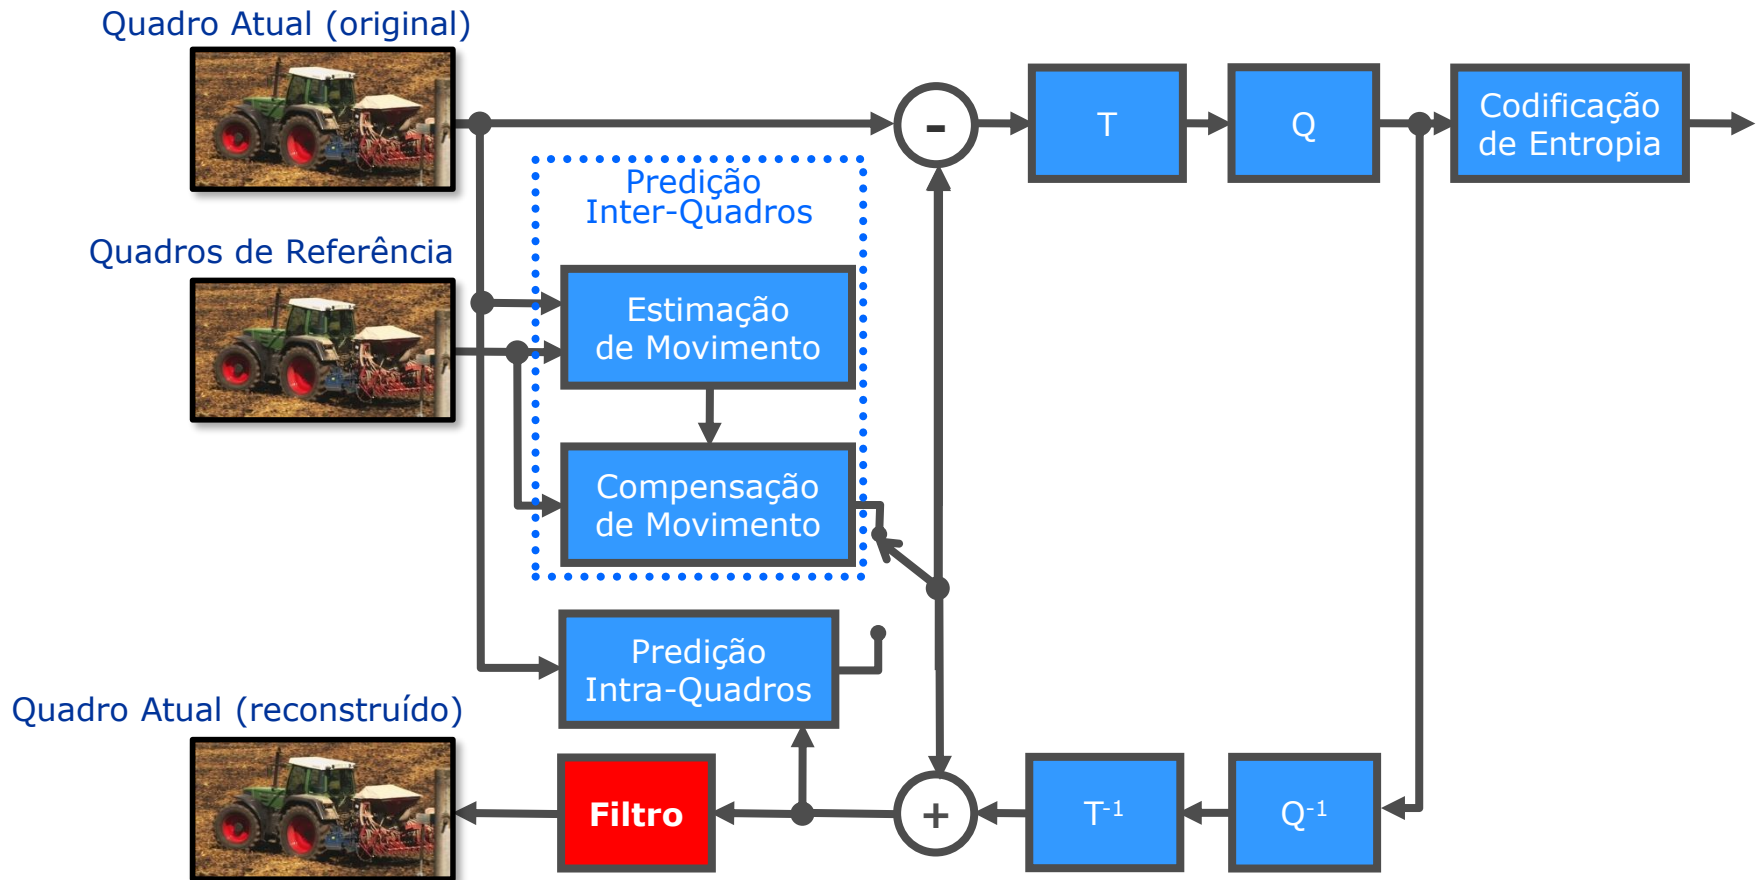 Quadro Atual (original)
-
T
Q
Codificação
de Entropia
Predição
Inter-Quadros
Quadros de Referência
Estimação
de Movimento
Compensação
de Movimento
Predição
Intra-Quadros
Quadro Atual (reconstruído)
Filtro
+
T-1
Q-1